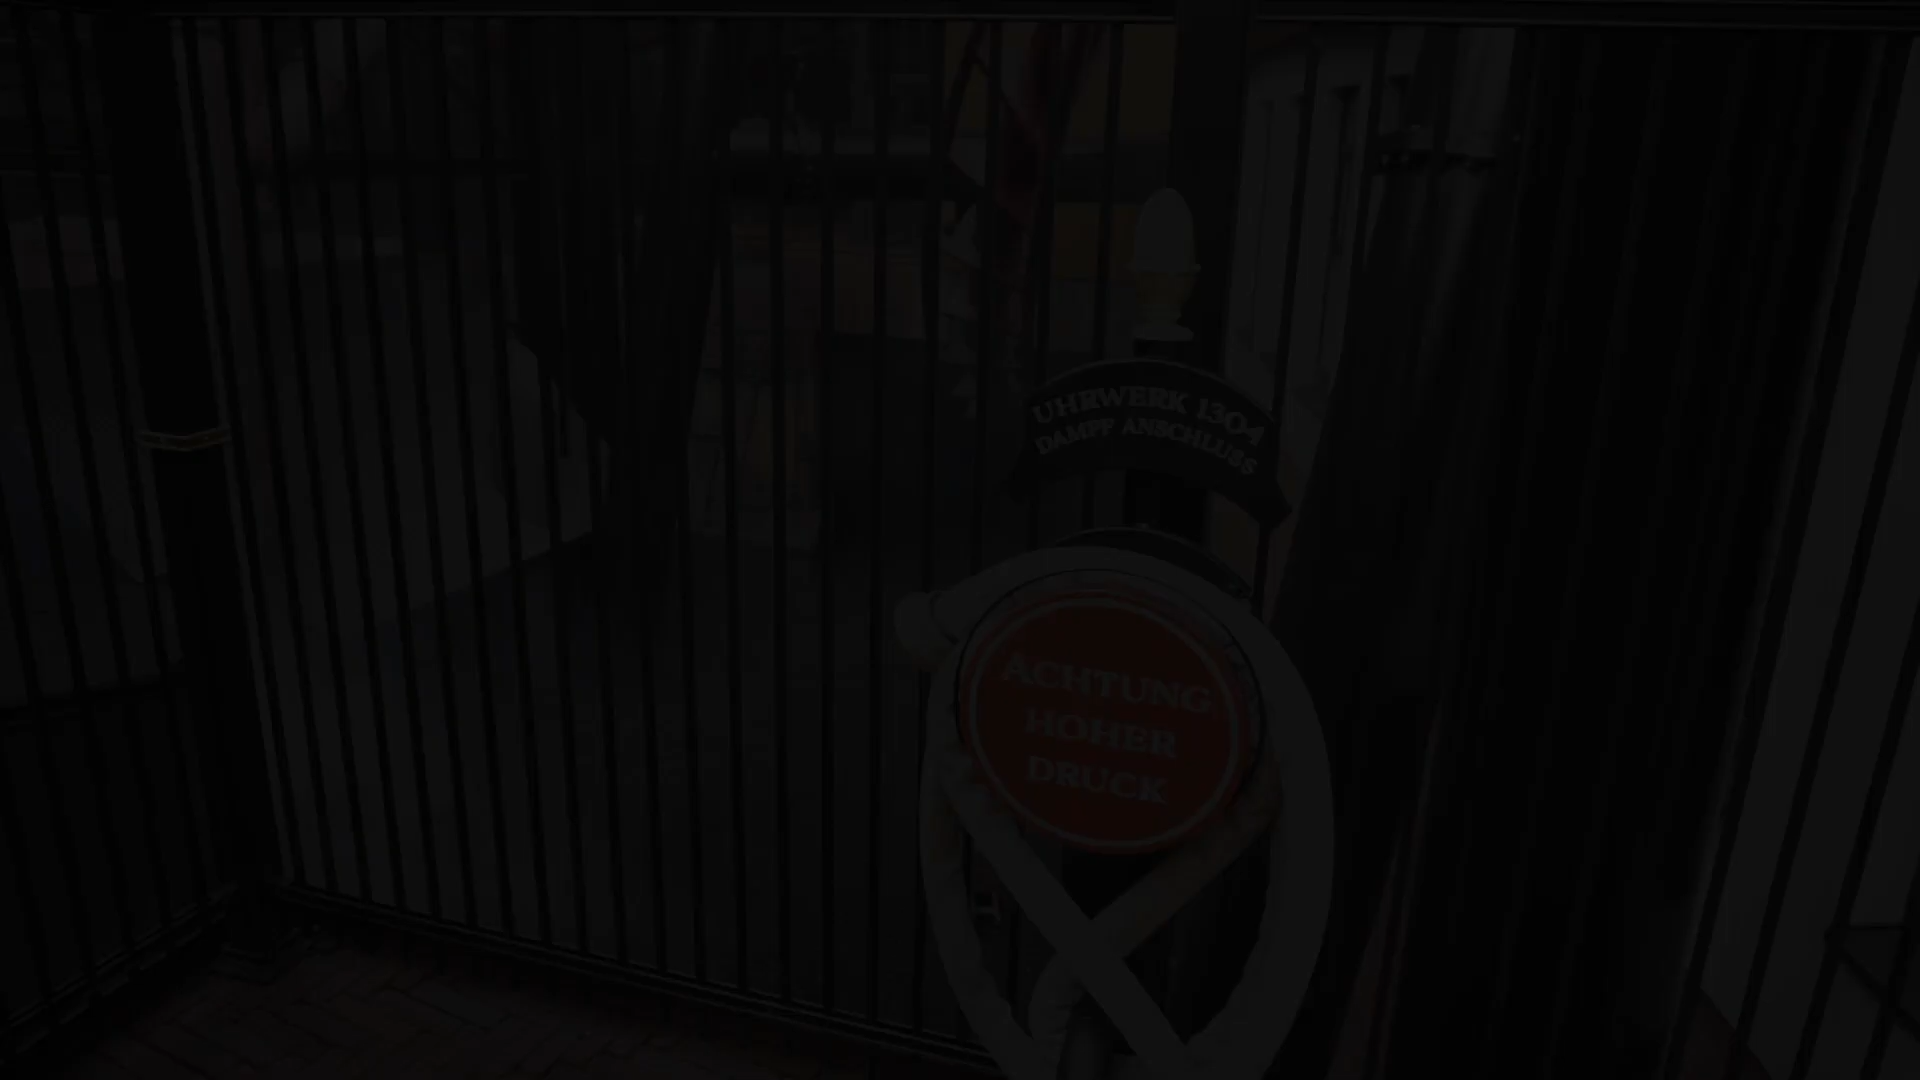 UHRWERK 1304
DAMPF ANSCHLUSS
ACHTUNG
HOHER
DRUCK